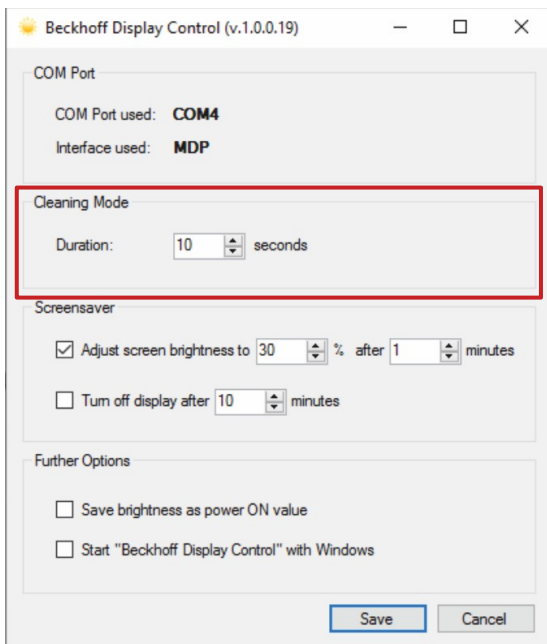 Beckhoff Display Control (v.1.0.0.19)
COM Port
COM Port used: COM4
Interface used: MDP
Cleaning Mode
Duration: 10 seconds
Screensaver
Adjust screen brightness to 30 % after 1 minutes
Turn off display after 10 minutes
Further Options
Save brightness as power ON value
Start "Beckhoff Display Control" with Windows
Save Cancel